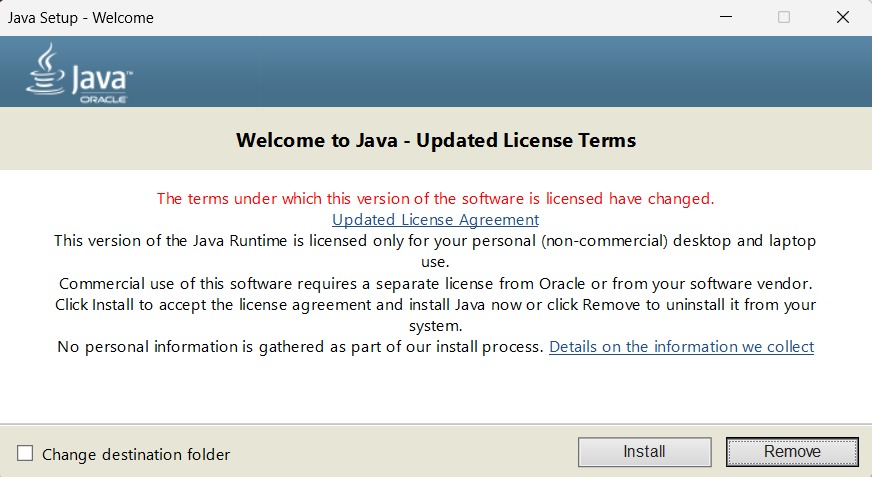 Java Setup - Welcome
Java™
ORACLE
Welcome to Java - Updated License Terms
The terms under which this version of the software is licensed have changed.
Updated License Agreement
This version of the Java Runtime is licensed only for your personal (non-commercial) desktop and laptop
use.
Commercial use of this software requires a separate license from Oracle or from your software vendor.
Click Install to accept the license agreement and install Java now or click Remove to uninstall it from your
system.
No personal information is gathered as part of our install process. Details on the information we collect
Change destination folder
Install
Remove